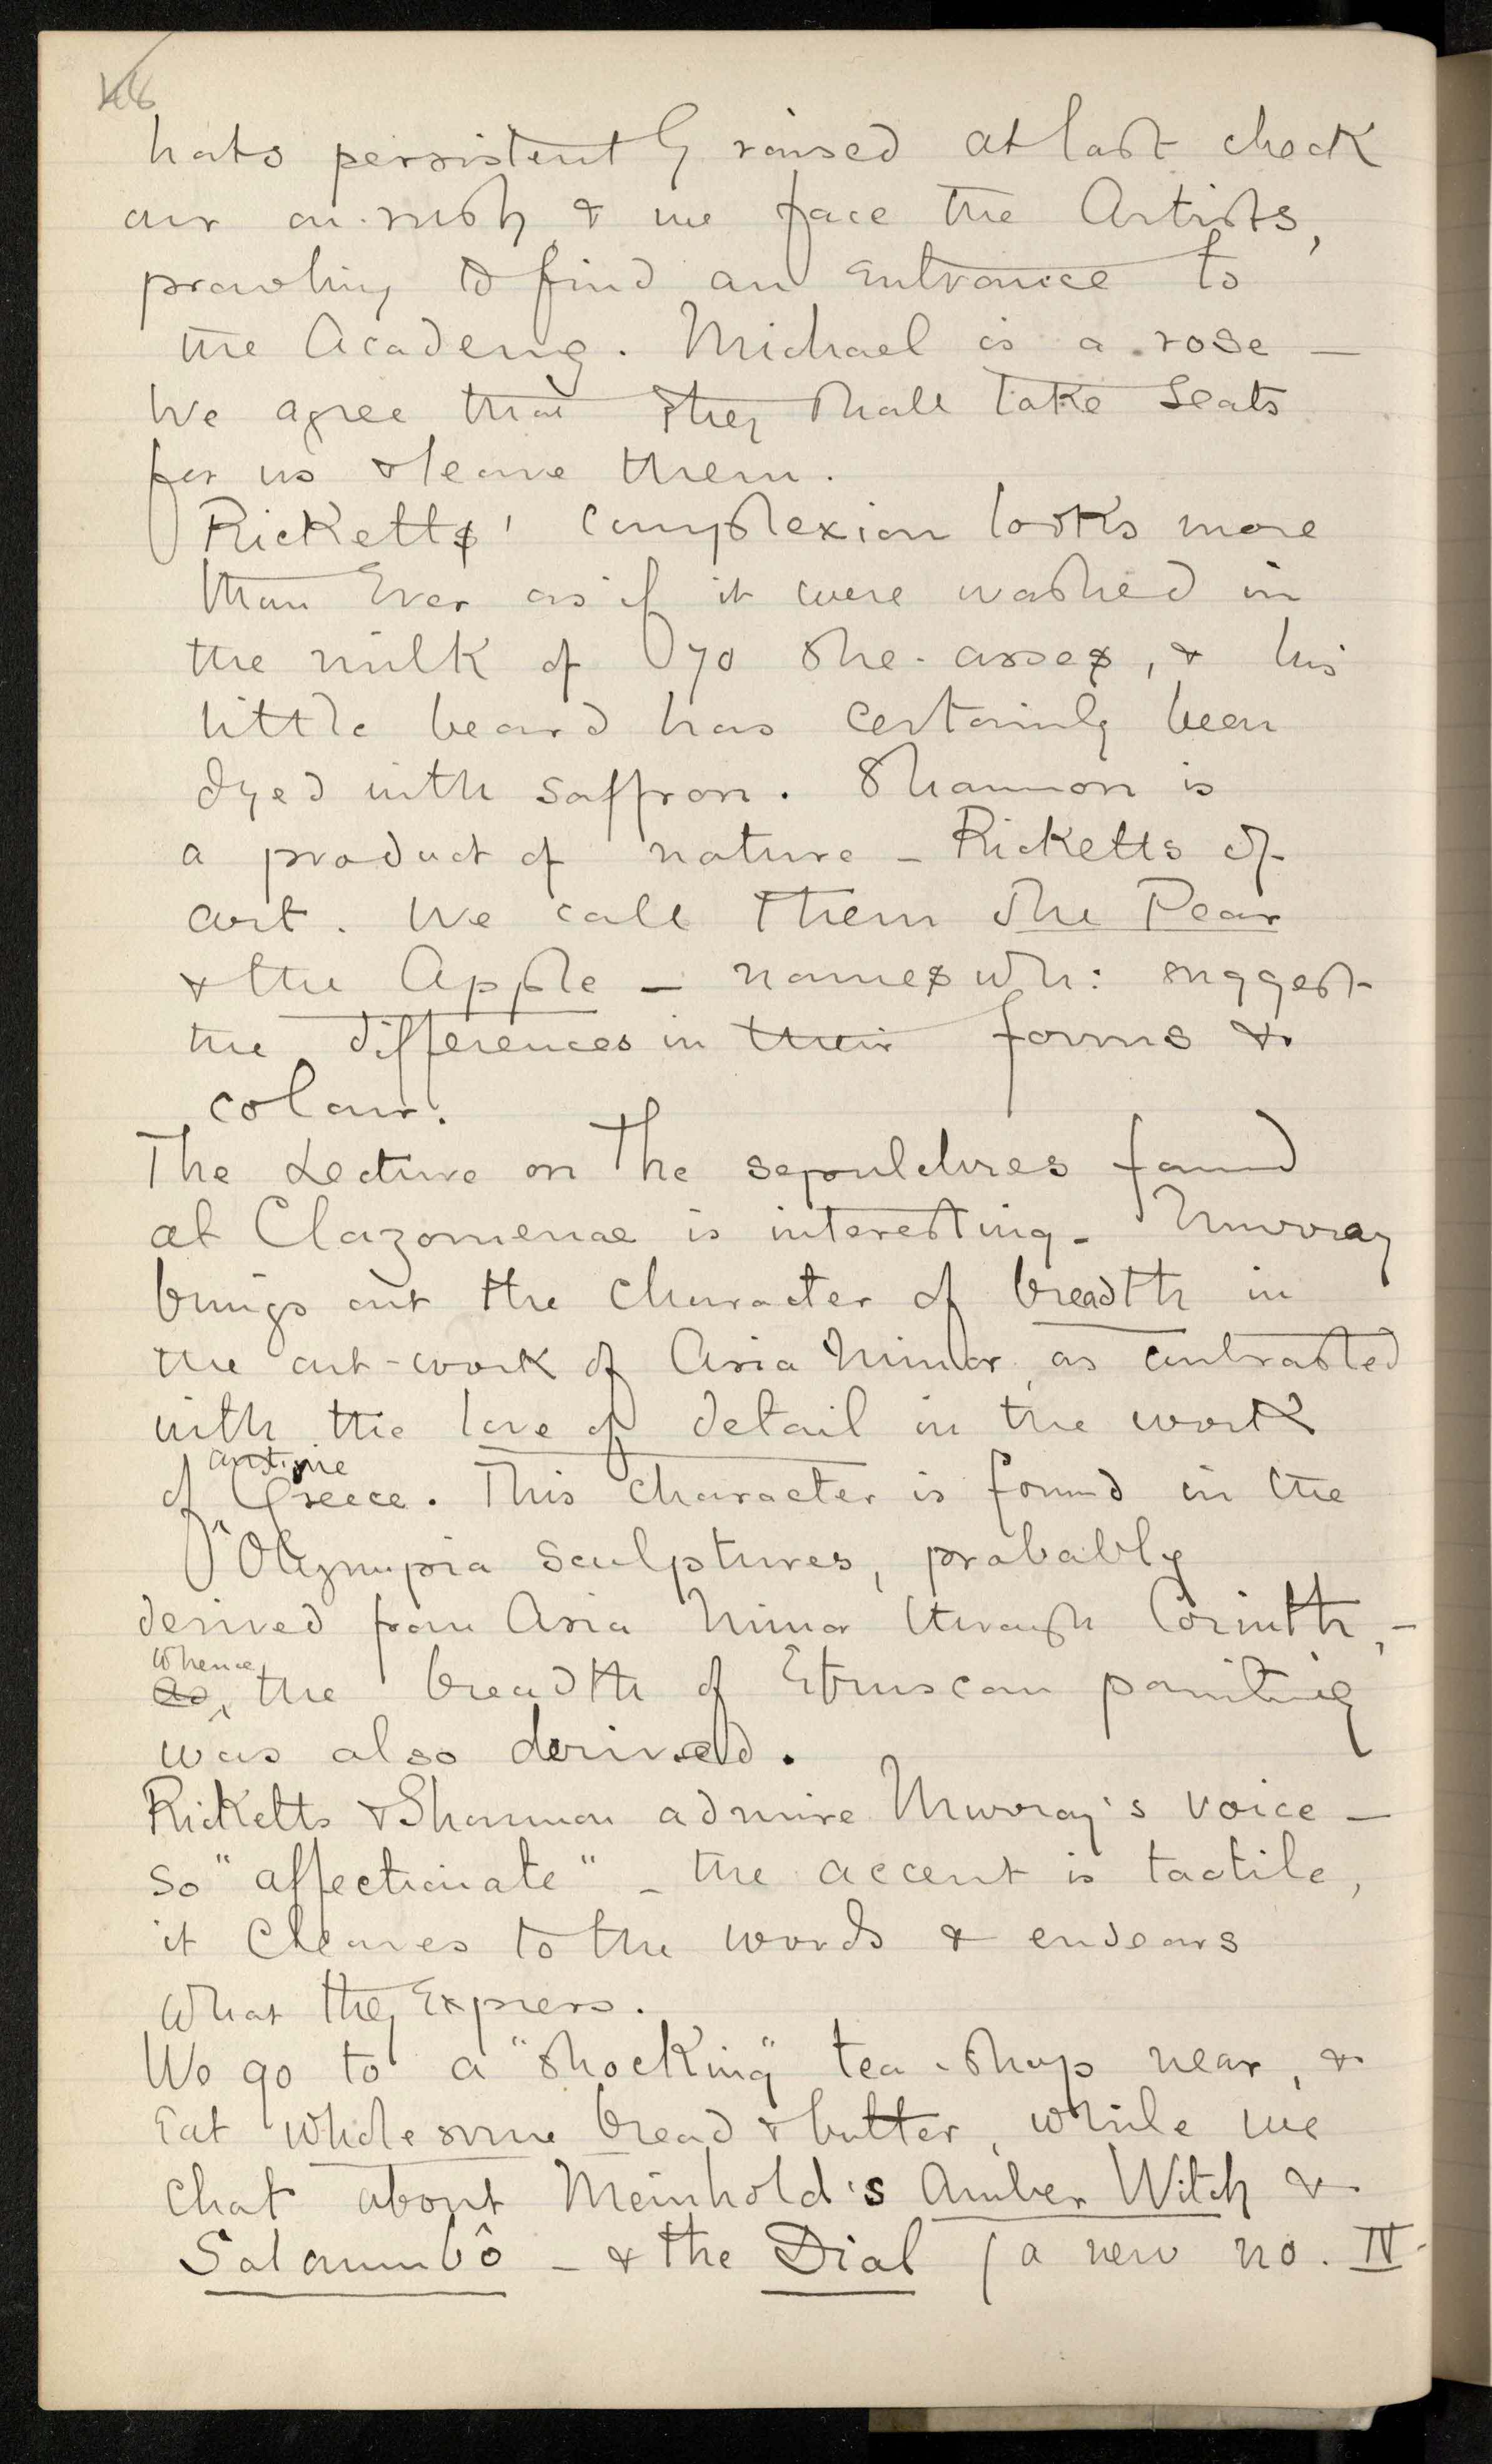 46
hats persistently raised at last check
our on-rush, & we face the Artists,
prowling to find an entrance to
the Academy. Michael is a rose —
We agree that they shall take seats
for us & leave them.
Ricketts' complexion looks more
than Ever as if it were washed in
the milk of 70 she-asses, & his
little beard has certainly been
dyed with saffron. Shannon is
a product of nature — Ricketts of
art. We call them The Pear
& the Apple — names wh: suggest
the differences in their forms &
colour.
The Lecture on The sepulchres found
at Clazomenae is interesting. Murray
brings out the character of breadth in
the art-work of Asia Minor, as contrasted
with the love of detail in the work
antique
of Greece. This character is found in the
Olympia Sculptures, probably
derived from Asia Minor through Corinth, —
whence
as, the breadth of Etruscan painting
was also derived.
Ricketts & Shannon admire Murray's voice —
so "affectionate" — the accent is tactile,
it cleaves to the words & endears
what they Express.
We go to a "shocking" tea-shop near, &
Eat wholesome bread & butter, while we
chat about Meinhold's Amber Witch &
Salammbô — & the Dial (a new no. IV